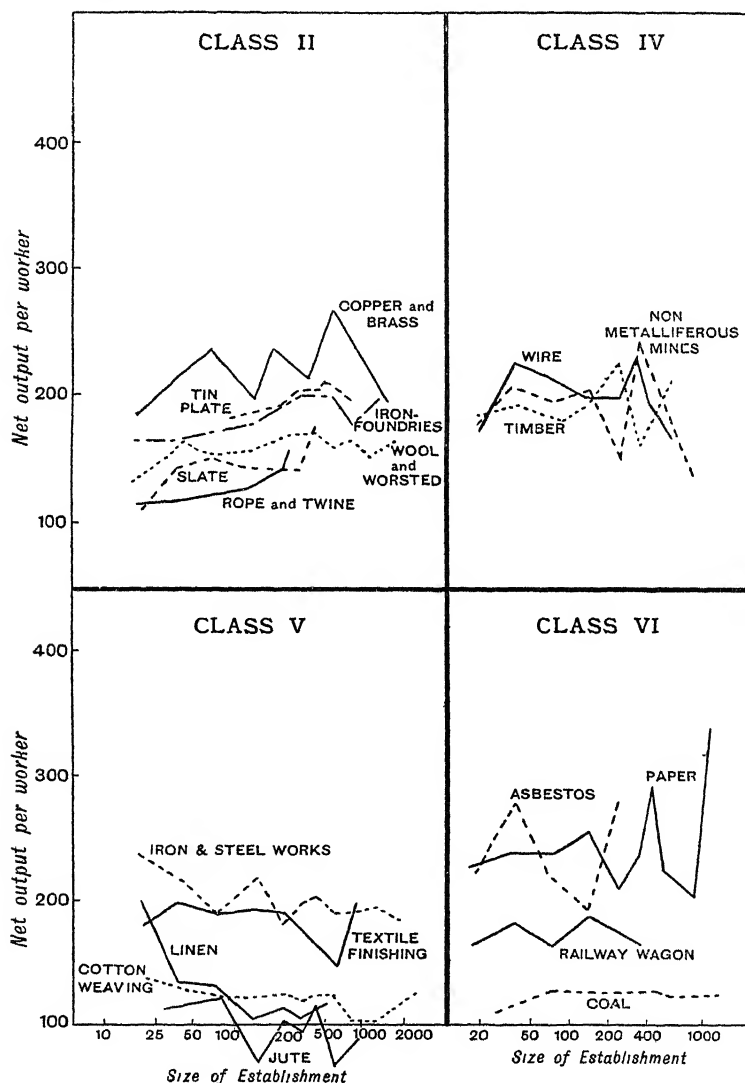 CLASS II
CLASS IV
400
300
200
100
Net output per worker
COPPER and
BRASS
TIN
PLATE
IRON-
FOUNDRIES
WOOL
and
WORSTED
SLATE
ROPE and TWINE
NON
METALLIFEROUS
MINES
WIRE
TIMBER
CLASS V
CLASS VI
400
300
200
100
Net output per worker
IRON & STEEL WORKS
LINEN
TEXTILE
FINISHING
COTTON
WEAVING
JUTE
10 25 100 200 500 1000 2000
Size of Establishment
PAPER
ASBESTOS
RAILWAY WAGON
COAL
20 50 100 200 400 1000
Size of Establishment